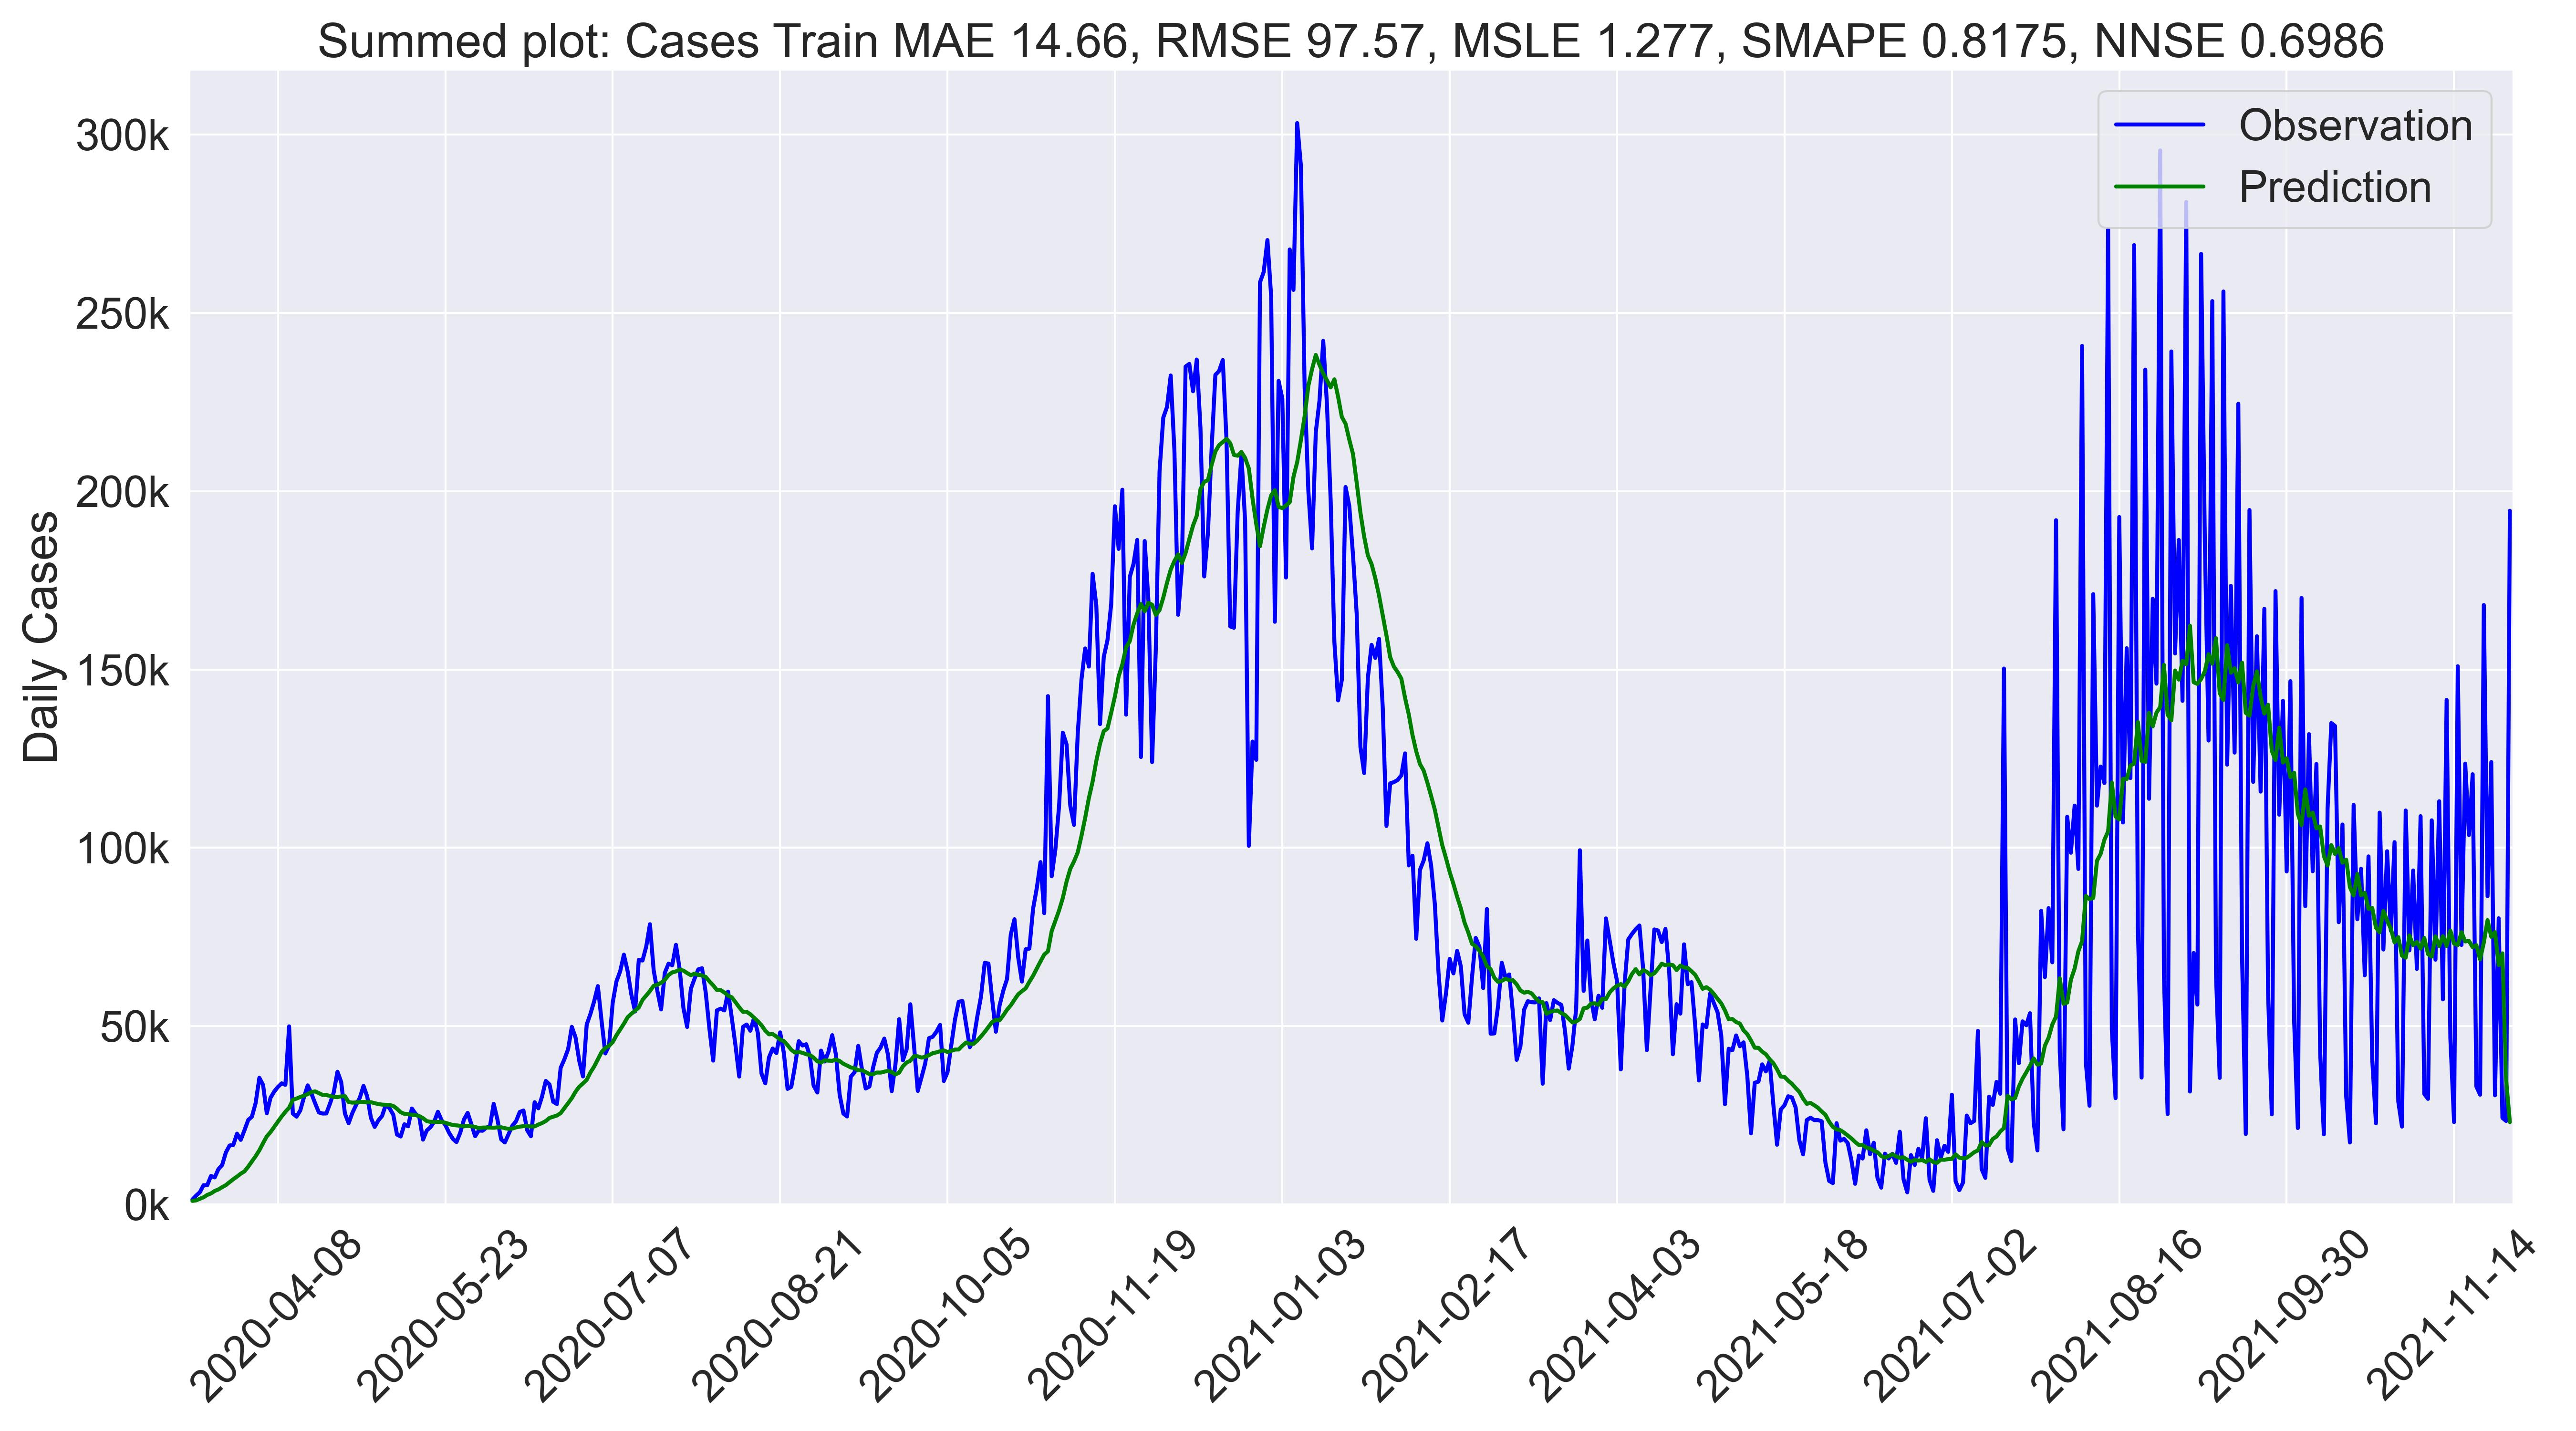 Summed plot: Cases Train MAE 14.66, RMSE 97.57, MSLE 1.277, SMAPE 0.8175, NNSE 0.6986
Observation
Prediction
Daily Cases
300k
250k
200k
150k
100k
50k
0k
2020-04-08
2020-05-23
2020-07-07
2020-08-21
2020-10-05
2020-11-19
2021-01-03
2021-02-17
2021-04-03
2021-05-18
2021-07-02
2021-08-16
2021-09-30
2021-11-14